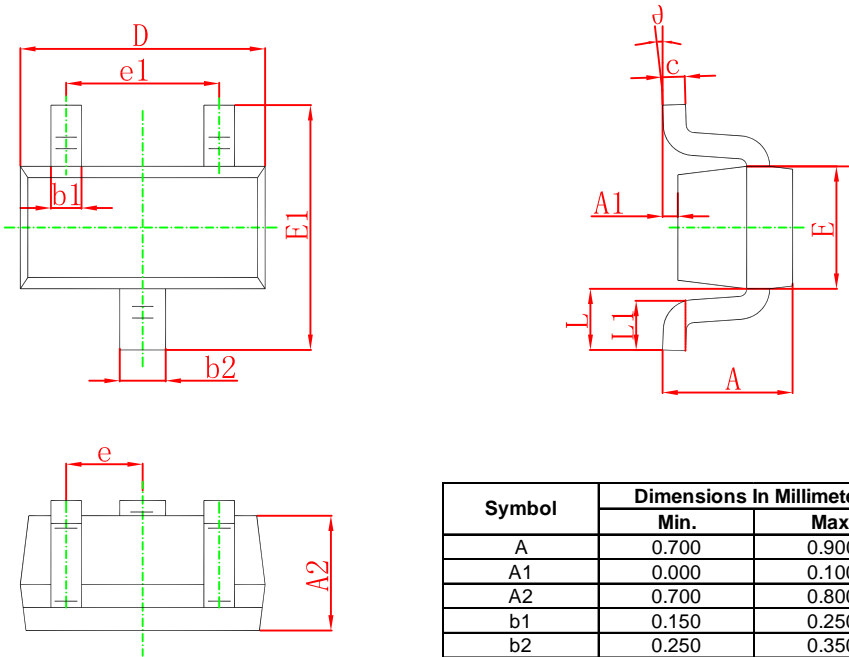 D
e1
b1
E1
b2
θ
c
A1
E
L
L1
A
e
A2
Symbol
Dimensions In Millimete
Min. Max
A 0.700 0.900
A1 0.000 0.100
A2 0.700 0.800
b1 0.150 0.250
b2 0.250 0.350